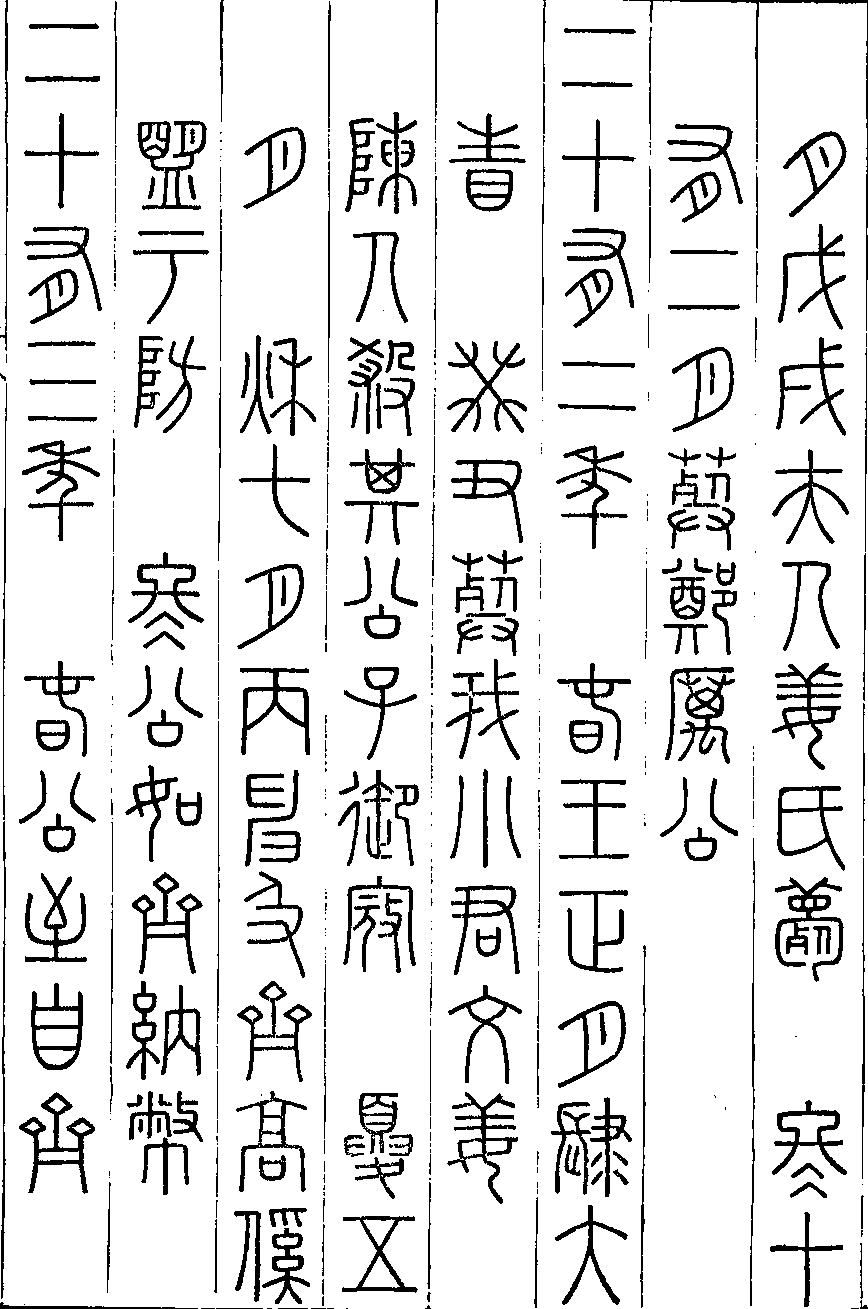 月戊戌夫人姜氏薨　冬十
有二月葬鄭厲公
二十有二年　春王正月肆大
眚　癸丑葬我小君文姜
陳人殺其公子御寇　夏五
月　秋七月丙申及齊高傒
盟于防　冬公如齊納幣
二十有三年　春公至自齊